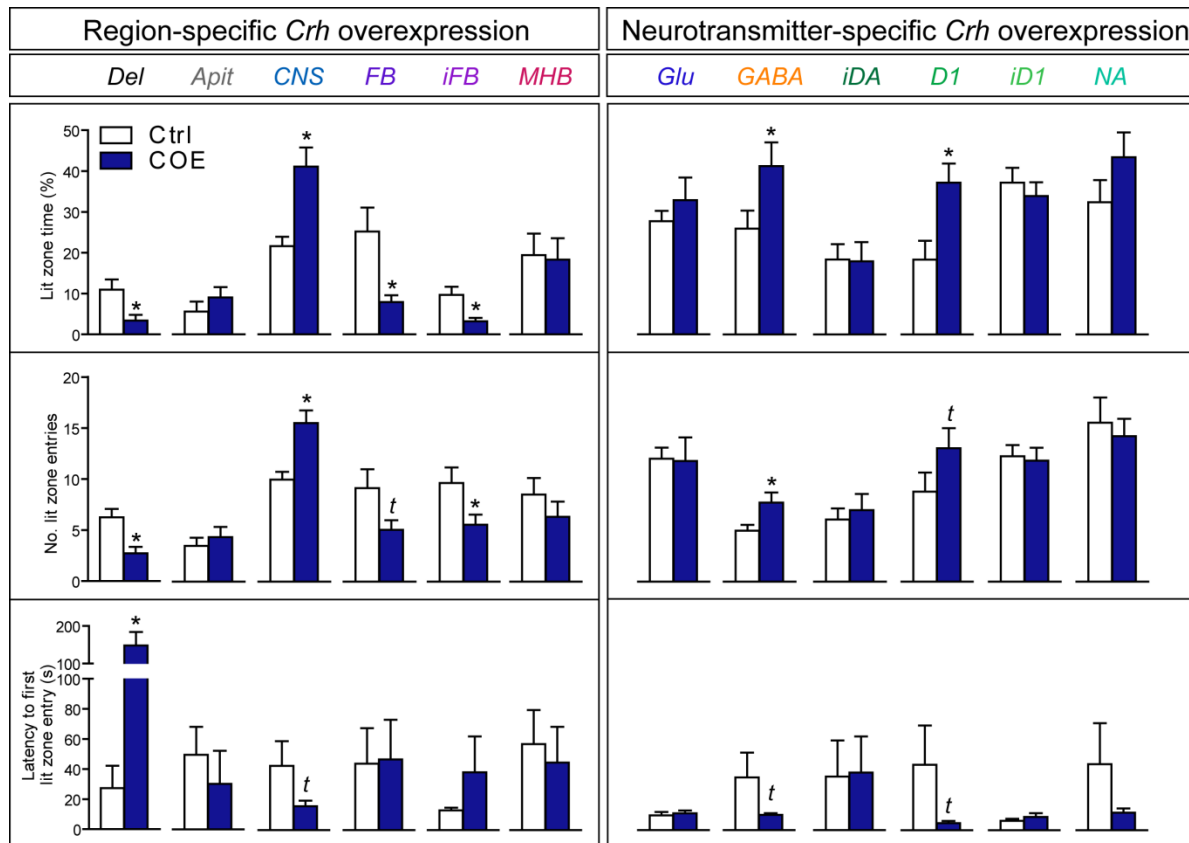 Region-specific Crh overexpression
Neurotransmitter-specific Crh overexpression
Del Apit CNS FB iFB MHB
Glu GABA iDA D1 iD1 NA
Ctrl
COE
Lit zone time (%)
50
40
30
20
10
0
* * * *
* *
No. lit zone entries
20
15
10
5
0
* * t *
* t
Latency to first
lit zone entry (s)
200
100
100
80
60
40
20
0
* t
t t